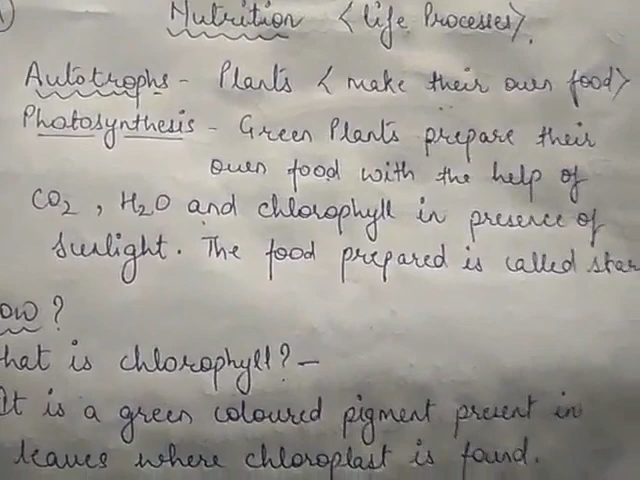 Nutrition <life Processes>.
Autotrophs - Plants <make their own food>
Photosynthesis - Green Plants prepare their
own food with the help of
CO2, H2O and chlorophyll in presence of
Sunlight. The food prepared is called star
ow?
hat is chlorophyll? -
It is a green coloured pigment present in
leaves where chloroplast is found.